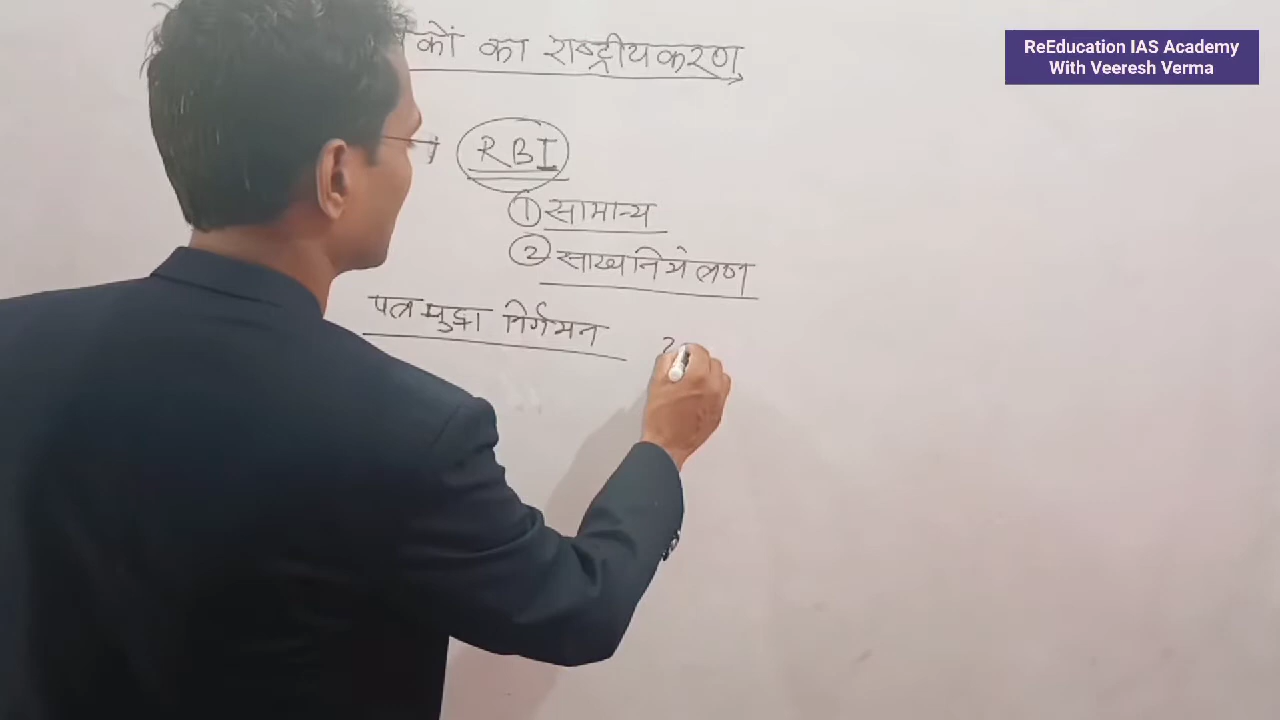 कों का राष्ट्रीयकरण
RBI
① सामान्य
② साख नियंत्रण
पत्र मुद्रा निर्गमन
ReEducation IAS Academy
With Veeresh Verma